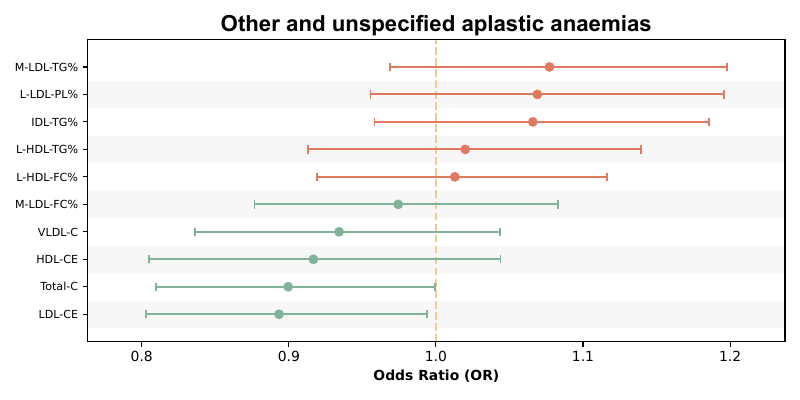 Other and unspecified aplastic anaemias
M-LDL-TG%
L-LDL-PL%
IDL-TG%
L-HDL-TG%
L-HDL-FC%
M-LDL-FC%
VLDL-C
HDL-CE
Total-C
LDL-CE
0.8 0.9 1.0 1.1 1.2
Odds Ratio (OR)